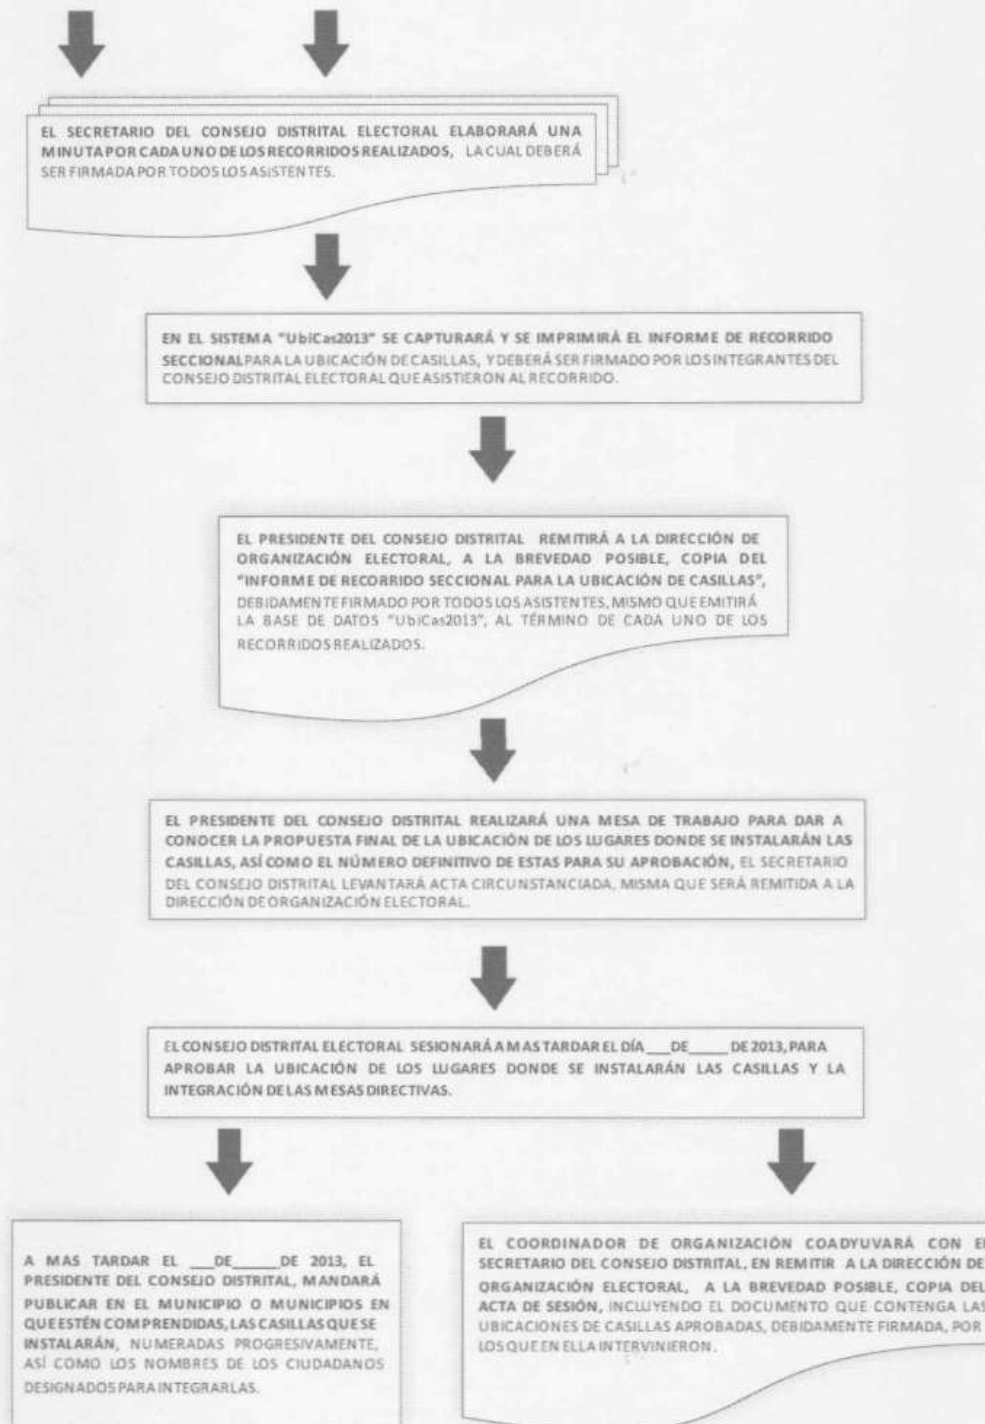 EL SECRETARIO DEL CONSEJO DISTRITAL ELECTORAL ELABORARÁ UNA
MINUTA POR CADA UNO DE LOS RECORRIDOS REALIZADOS, LA CUAL DEBERÁ
SER FIRMADA POR TODOS LOS ASISTENTES.
EN EL SISTEMA "UbiCas2013" SE CAPTURARÁ Y SE IMPRIMIRÁ EL INFORME DE RECORRIDO
SECCIONAL PARA LA UBICACIÓN DE CASILLAS, Y DEBERÁ SER FIRMADO POR LOS INTEGRANTES DEL
CONSEJO DISTRITAL ELECTORAL QUE ASISTIERON AL RECORRIDO.
EL PRESIDENTE DEL CONSEJO DISTRITAL REMITIRÁ A LA DIRECCIÓN DE
ORGANIZACIÓN ELECTORAL, A LA BREVEDAD POSIBLE, COPIA DEL
"INFORME DE RECORRIDO SECCIONAL PARA LA UBICACIÓN DE CASILLAS",
DEBIDAMENTE FIRMADO POR TODOS LOS ASISTENTES, MISMO QUE EMITIRÁ
LA BASE DE DATOS "UbiCas2013", AL TÉRMINO DE CADA UNO DE LOS
RECORRIDOS REALIZADOS.
EL PRESIDENTE DEL CONSEJO DISTRITAL REALIZARÁ UNA MESA DE TRABAJO PARA DAR A
CONOCER LA PROPUESTA FINAL DE LA UBICACIÓN DE LOS LUGARES DONDE SE INSTALARÁN LAS
CASILLAS, ASÍ COMO EL NÚMERO DEFINITIVO DE ESTAS PARA SU APROBACIÓN, EL SECRETARIO
DEL CONSEJO DISTRITAL LEVANTARÁ ACTA CIRCUNSTANCIADA, MISMA QUE SERÁ REMITIDA A LA
DIRECCIÓN DE ORGANIZACIÓN ELECTORAL.
EL CONSEJO DISTRITAL ELECTORAL SESIONARÁ A MAS TARDAR EL DÍA ___DE_____ DE 2013, PARA
APROBAR LA UBICACIÓN DE LOS LUGARES DONDE SE INSTALARÁN LAS CASILLAS Y LA
INTEGRACIÓN DE LAS MESAS DIRECTIVAS.
A MAS TARDAR EL ___DE_____DE 2013, EL
PRESIDENTE DEL CONSEJO DISTRITAL, MANDARÁ
PUBLICAR EN EL MUNICIPIO O MUNICIPIOS EN
QUE ESTÉN COMPRENDIDAS, LAS CASILLAS QUE SE
INSTALARÁN, NUMERADAS PROGRESIVAMENTE,
ASÍ COMO LOS NOMBRES DE LOS CIUDADANOS
DESIGNADOS PARA INTEGRARLAS.
EL COORDINADOR DE ORGANIZACIÓN COADYUVARÁ CON EL
SECRETARIO DEL CONSEJO DISTRITAL, EN REMITIR A LA DIRECCIÓN DE
ORGANIZACIÓN ELECTORAL, A LA BREVEDAD POSIBLE, COPIA DEL
ACTA DE SESIÓN, INCLUYENDO EL DOCUMENTO QUE CONTENGA LAS
UBICACIONES DE CASILLAS APROBADAS, DEBIDAMENTE FIRMADA, POR
LOS QUE EN ELLA INTERVINIERON.